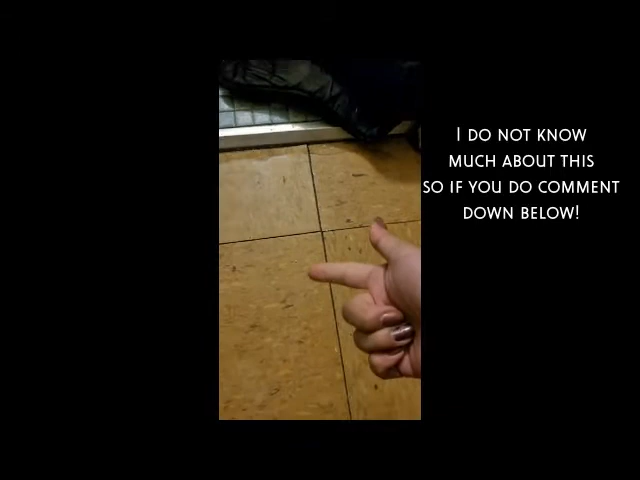 I do not know
much about this
so if you do comment
down below!